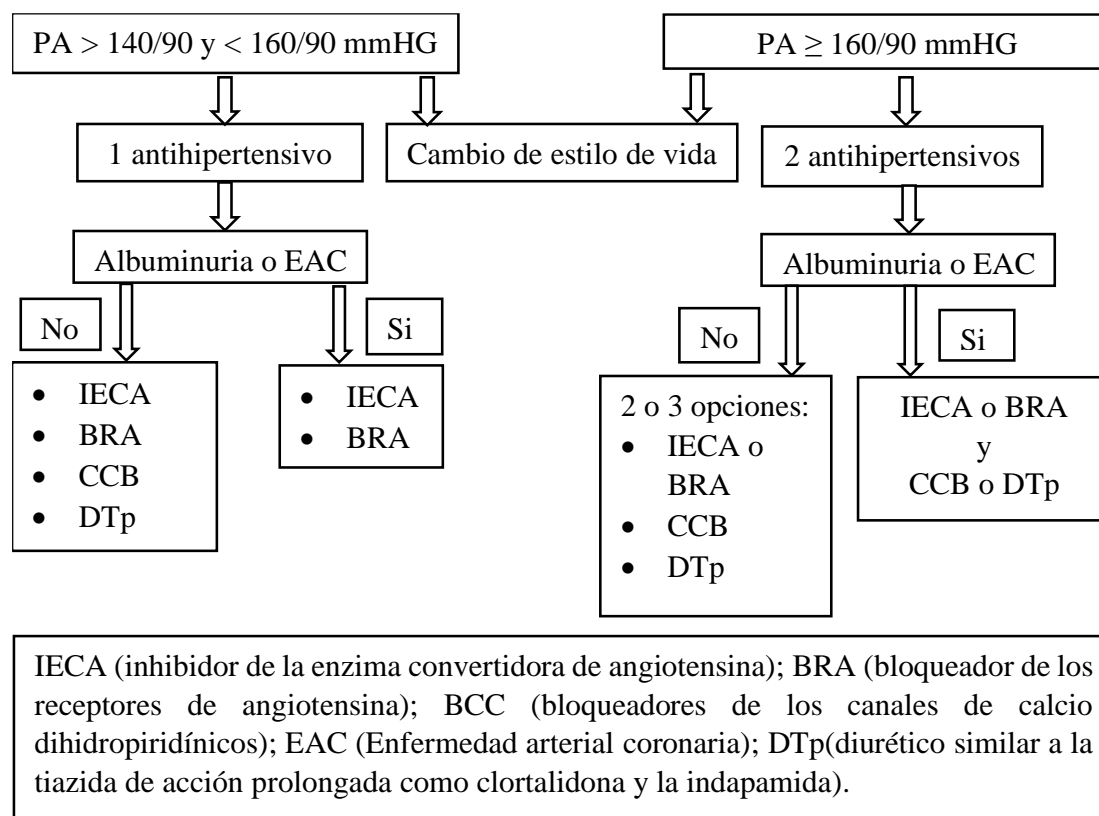 PA > 140/90 y < 160/90 mmHG
PA ≥ 160/90 mmHG
1 antihipertensivo
Cambio de estilo de vida
2 antihipertensivos
Albuminuria o EAC
Albuminuria o EAC
No
Si
No
Si
• IECA
• BRA
• CCB
• DTp
• IECA
• BRA
2 o 3 opciones:
• IECA o
BRA
• CCB
• DTp
IECA o BRA
y
CCB o DTp
IECA (inhibidor de la enzima convertidora de angiotensina); BRA (bloqueador de los
receptores de angiotensina); BCC (bloqueadores de los canales de calcio
dihidropiridínicos); EAC (Enfermedad arterial coronaria); DTp(diurético similar a la
tiazida de acción prolongada como clortalidona y la indapamida).